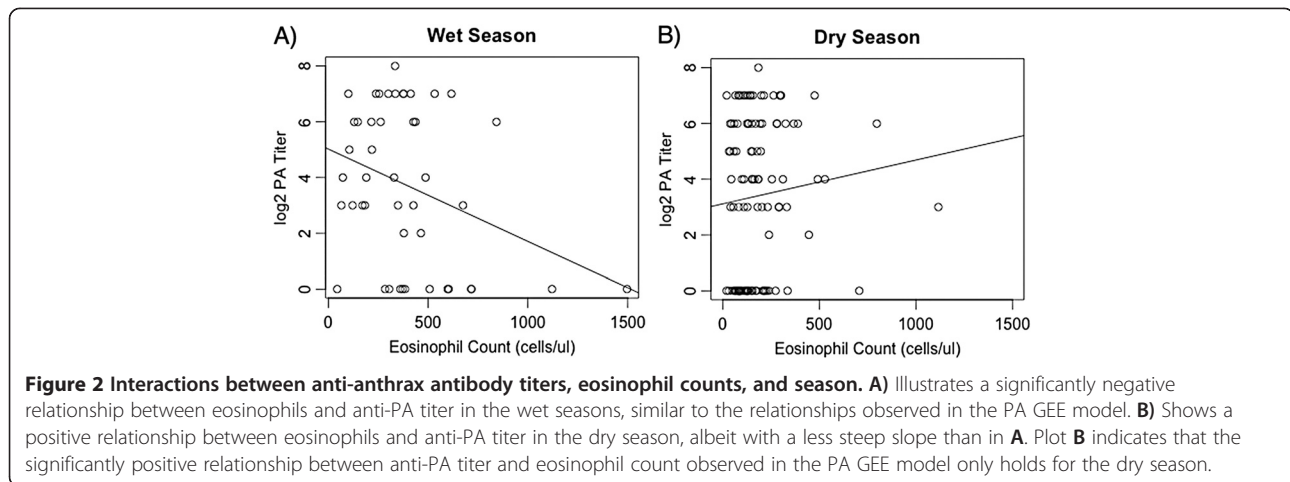 A)
Wet Season
log2 PA Titer
0 2 4 6 8
0 500 1000 1500
Eosinophil Count (cells/ul)
B)
Dry Season
log2 PA Titer
0 2 4 6 8
0 500 1000 1500
Eosinophil Count (cells/ul)
Figure 2 Interactions between anti-anthrax antibody titers, eosinophil counts, and season. A) Illustrates a significantly negative
relationship between eosinophils and anti-PA titer in the wet seasons, similar to the relationships observed in the PA GEE model. B) Shows a
positive relationship between eosinophils and anti-PA titer in the dry season, albeit with a less steep slope than in A. Plot B indicates that the
significantly positive relationship between anti-PA titer and eosinophil count observed in the PA GEE model only holds for the dry season.